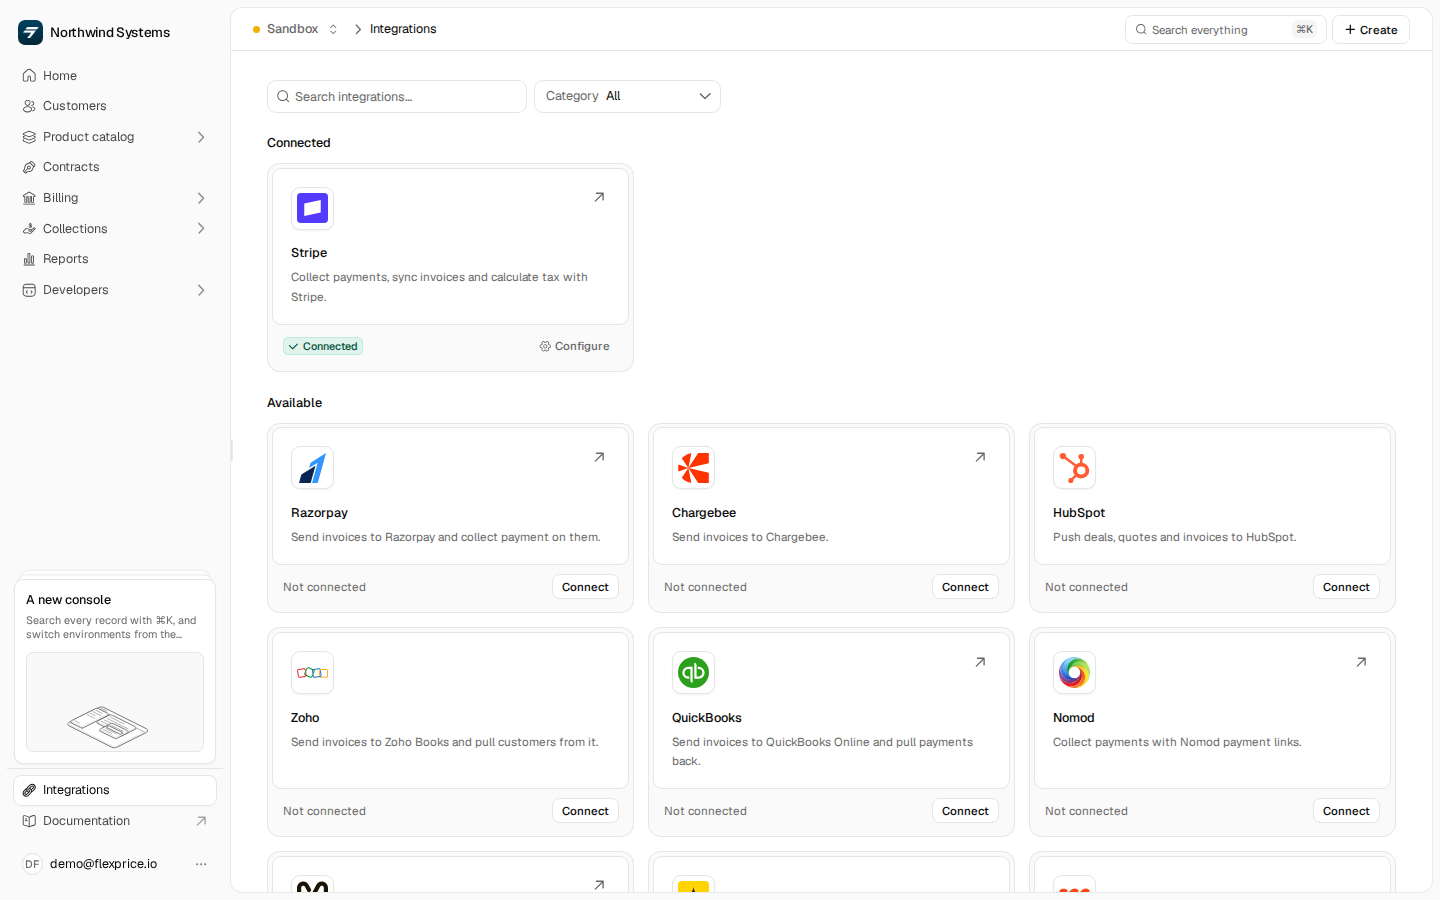 Northwind Systems
Home
Customers
Product catalog
Contracts
Billing
Collections
Reports
Developers
A new console
Search every record with ⌘K, and
switch environments from the...
Integrations
Documentation
DF demo@flexprice.io
Sandbox
Integrations
Search everything ⌘K
Create
Search integrations...
Category All
Connected
Stripe
Collect payments, sync invoices and calculate tax with
Stripe.
Connected
Configure
Available
Razorpay
Send invoices to Razorpay and collect payment on them.
Not connected
Connect
Chargebee
Send invoices to Chargebee.
Not connected
Connect
HubSpot
Push deals, quotes and invoices to HubSpot.
Not connected
Connect
Zoho
Send invoices to Zoho Books and pull customers from it.
Not connected
Connect
qb
QuickBooks
Send invoices to QuickBooks Online and pull payments
back.
Not connected
Connect
Nomod
Collect payments with Nomod payment links.
Not connected
Connect